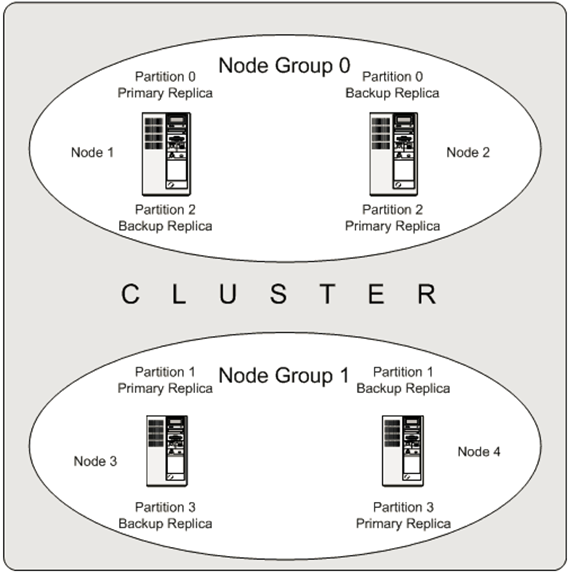 Node Group 0
Partition 0
Primary Replica
Partition 0
Backup Replica
Node 1
Node 2
Partition 2
Backup Replica
Partition 2
Primary Replica
C L U S T E R
Node Group 1
Partition 1
Primary Replica
Partition 1
Backup Replica
Node 3
Node 4
Partition 3
Backup Replica
Partition 3
Primary Replica